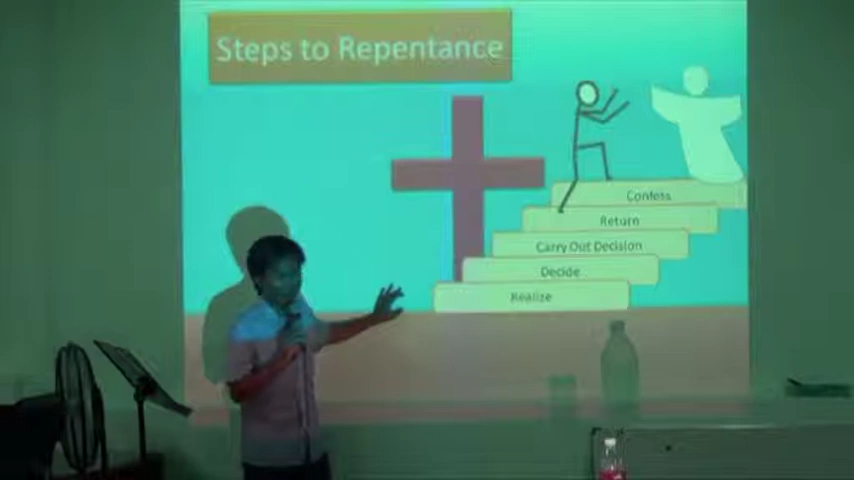 Steps to Repentance
Confess
Return
Carry Out Decision
Decide
Realize